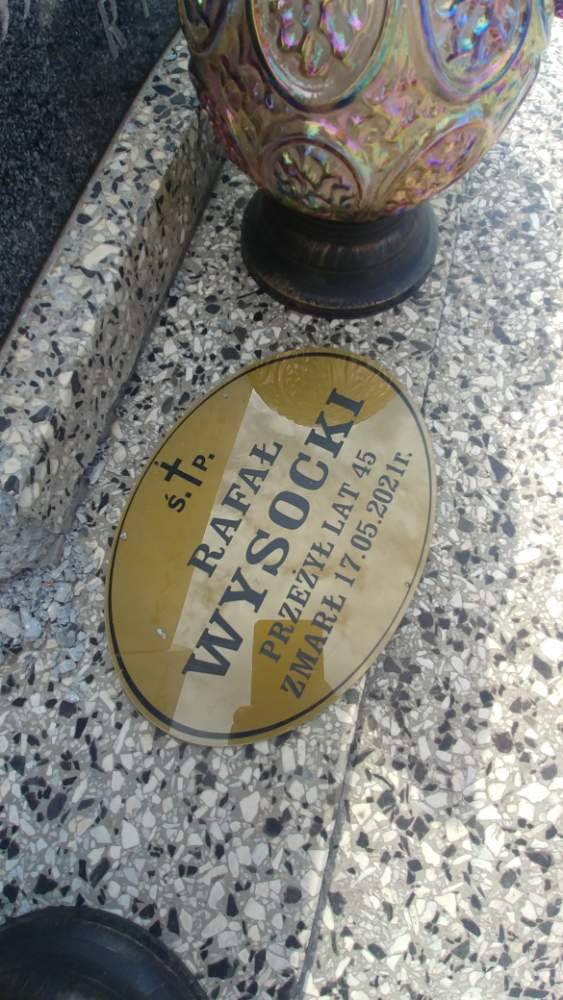 Ś. † P.
RAFAŁ
WYSOCKI
PRZEŻYŁ LAT 45
ZMARŁ 17.05.2021r.